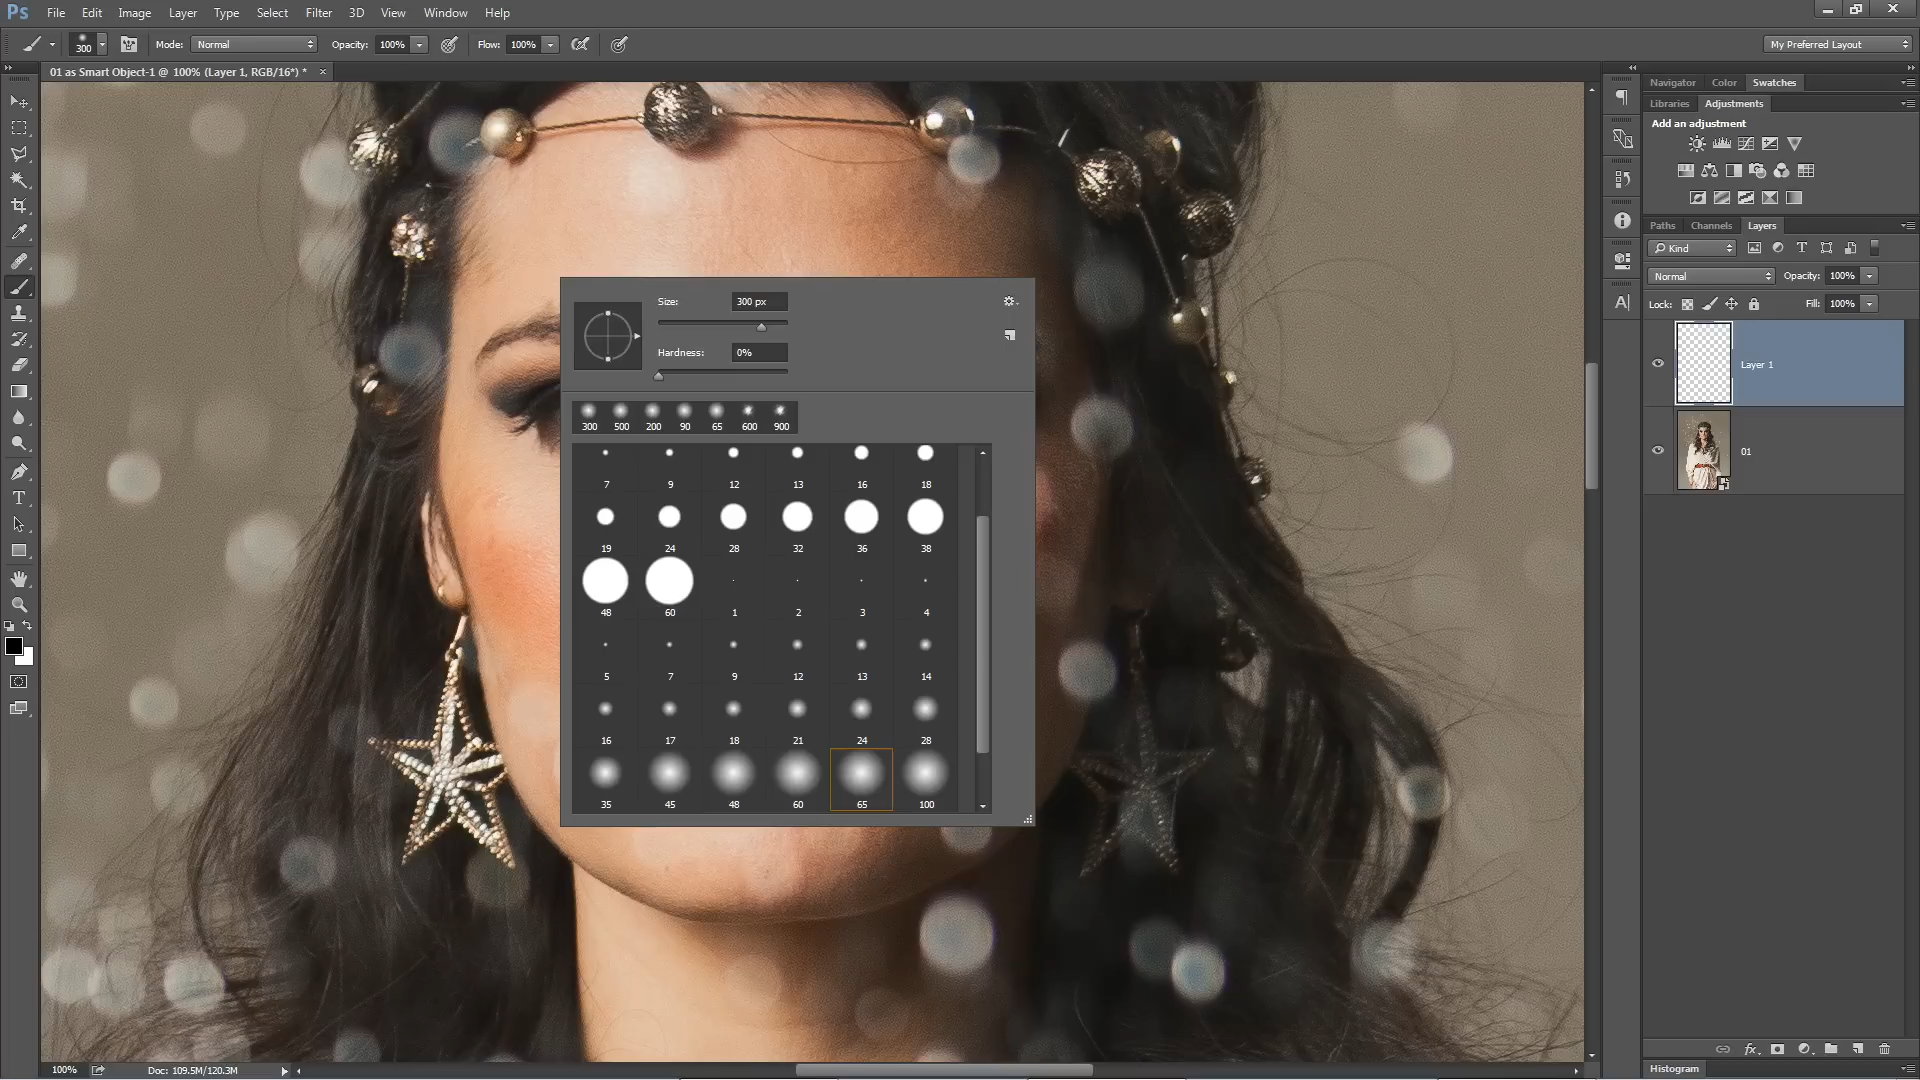 Ps File Edit Image Layer Type Select Filter 3D View Window Help
300 Mode: Normal Opacity: 100% Flow: 100% My Preferred Layout
01 as Smart Object-1 @ 100% (Layer 1, RGB/16*) * ×
Navigator Color Swatches
Libraries Adjustments
Add an adjustment
Paths Channels Layers
Kind
Normal Opacity: 100%
Lock: Fill: 100%
Layer 1
01
Size: 300 px
Hardness: 0%
300 500 200 90 65 600 900
7 9 12 13 16 18
19 24 28 32 36 38
48 60 1 2 3 4
5 7 9 12 13 14
16 17 18 21 24 28
35 45 48 60 65 100
100% Doc: 109.5M/120.3M
Histogram